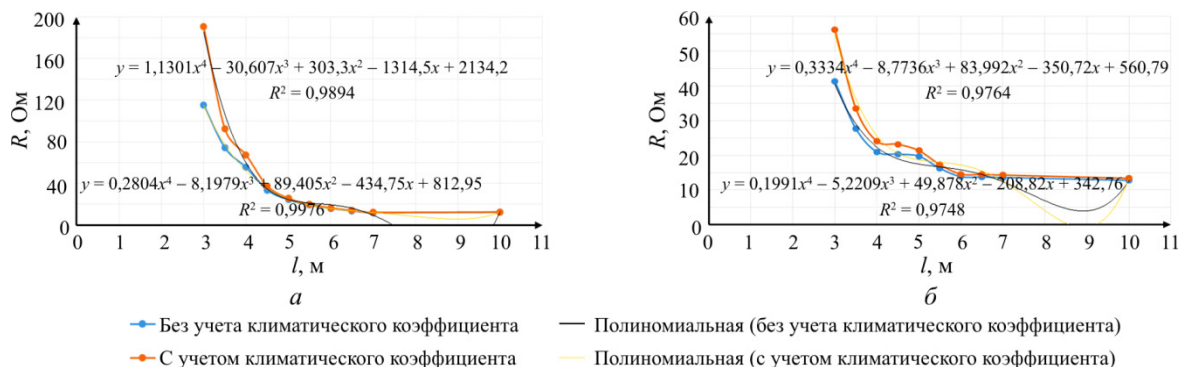 200
160
120
80
40
0
R, Ом
y = 1,1301x⁴ − 30,607x³ + 303,3x² − 1314,5x + 2134,2
R² = 0,9894
y = 0,2804x⁴ − 8,1979x³ + 89,405x² − 434,75x + 812,95
R² = 0,9976
0 1 2 3 4 5 6 7 8 9 10 11
l, м
а
60
50
40
30
20
10
0
R, Ом
y = 0,3334x⁴ − 8,7736x³ + 83,992x² − 350,72x + 560,79
R² = 0,9764
y = 0,1991x⁴ − 5,2209x³ + 49,878x² − 208,82x + 342,76
R² = 0,9748
0 1 2 3 4 5 6 7 8 9 10 11
l, м
б
Без учета климатического коэффициента
Полиномиальная (без учета климатического коэффициента)
С учетом климатического коэффициента
Полиномиальная (с учетом климатического коэффициента)